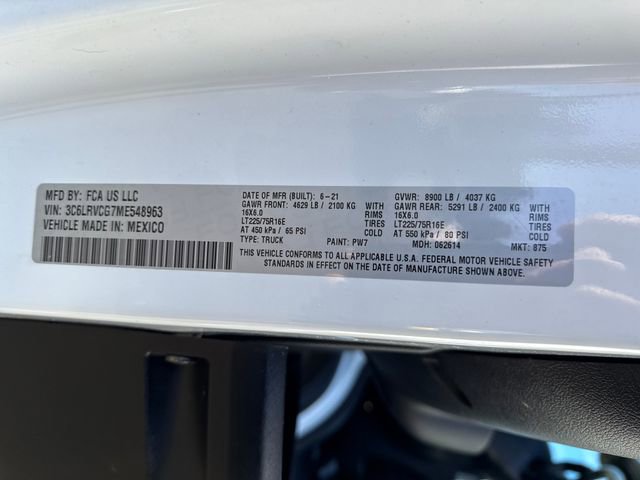 MFD BY: FCA US LLC
VIN: 3C6LRVCG7ME548963
VEHICLE MADE IN: MEXICO
DATE OF MFR (BUILT): 6-21
GAWR FRONT: 4629 LB / 2100 KG WITH
16X6.0 RIMS
LT225/75R16E TIRES
AT 450 kPa / 65 PSI COLD
TYPE: TRUCK PAINT: PW7
GVWR: 8900 LB / 4037 KG
GAWR REAR: 5291 LB / 2400 KG WITH
16X6.0 RIMS
LT225/75R16E TIRES
AT 550 kPa / 80 PSI COLD
MDH: 062614 MKT: 875
THIS VEHICLE CONFORMS TO ALL APPLICABLE U.S.A. FEDERAL MOTOR VEHICLE SAFETY
STANDARDS IN EFFECT ON THE DATE OF MANUFACTURE SHOWN ABOVE.